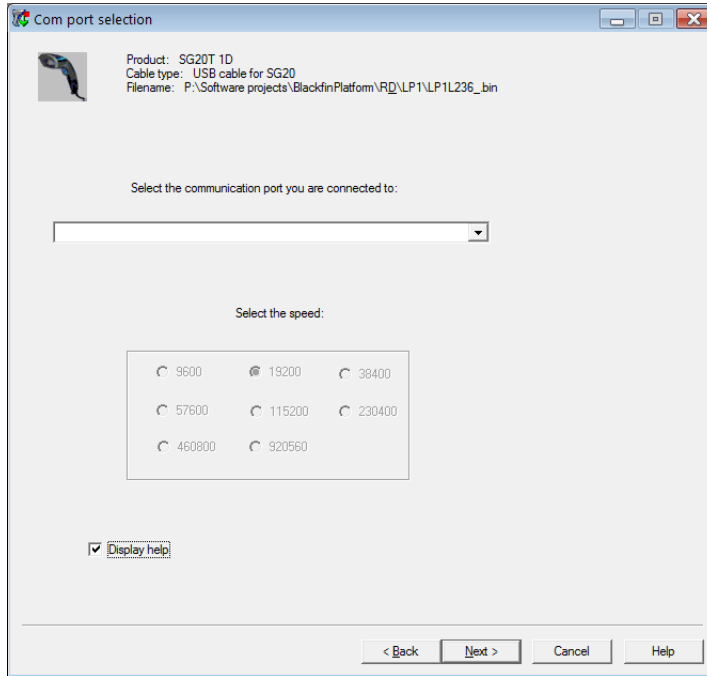 Com port selection
Product: SG20T 1D
Cable type: USB cable for SG20
Filename: P:\Software projects\BlackfinPlatform\RD\LP1\LP1L236_.bin
Select the communication port you are connected to:
Select the speed:
9600 19200 38400
57600 115200 230400
460800 920560
Display help
< Back Next > Cancel Help